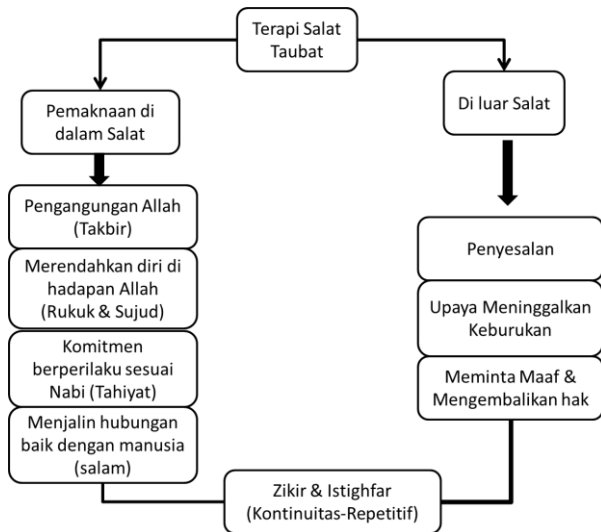 Terapi Salat
Taubat
Pemaknaan di
dalam Salat
Di luar Salat
Pengangungan Allah
(Takbir)
Merendahkan diri di
hadapan Allah
(Rukuk & Sujud)
Komitmen
berperilaku sesuai
Nabi (Tahiyat)
Menjalin hubungan
baik dengan manusia
(salam)
Penyesalan
Upaya Meninggalkan
Keburukan
Meminta Maaf &
Mengembalikan hak
Zikir & Istighfar
(Kontinuitas-Repetitif)